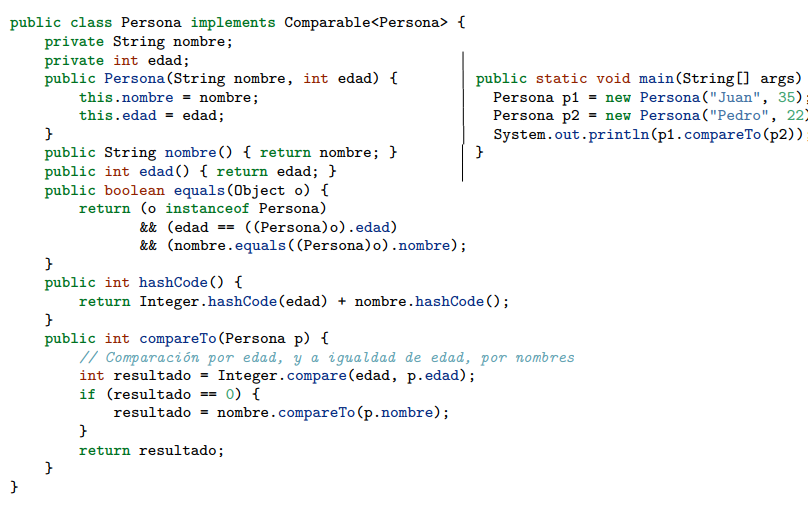 public class Persona implements Comparable<Persona> {
    private String nombre;
    private int edad;
    public Persona(String nombre, int edad) {
        this.nombre = nombre;
        this.edad = edad;
    }
    public String nombre() { return nombre; }
    public int edad() { return edad; }
    public boolean equals(Object o) {
        return (o instanceof Persona)
               && (edad == ((Persona)o).edad)
               && (nombre.equals((Persona)o).nombre);
    }
    public int hashCode() {
        return Integer.hashCode(edad) + nombre.hashCode();
    }
    public int compareTo(Persona p) {
        // Comparación por edad, y a igualdad de edad, por nombres
        int resultado = Integer.compare(edad, p.edad);
        if (resultado == 0) {
            resultado = nombre.compareTo(p.nombre);
        }
        return resultado;
    }
}
public static void main(String[] args)
  Persona p1 = new Persona("Juan", 35);
  Persona p2 = new Persona("Pedro", 22)
  System.out.println(p1.compareTo(p2));
}